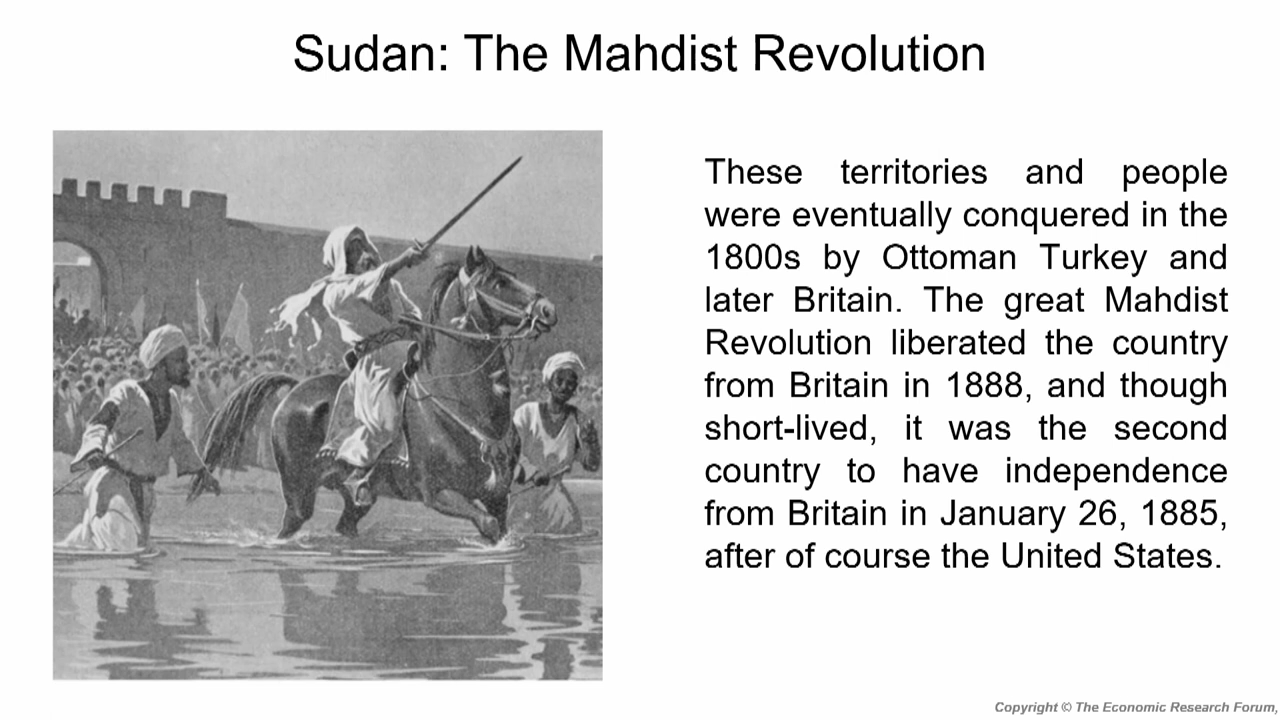 Sudan: The Mahdist Revolution
These territories and people
were eventually conquered in the
1800s by Ottoman Turkey and
later Britain. The great Mahdist
Revolution liberated the country
from Britain in 1888, and though
short-lived, it was the second
country to have independence
from Britain in January 26, 1885,
after of course the United States.
Copyright © The Economic Research Forum,